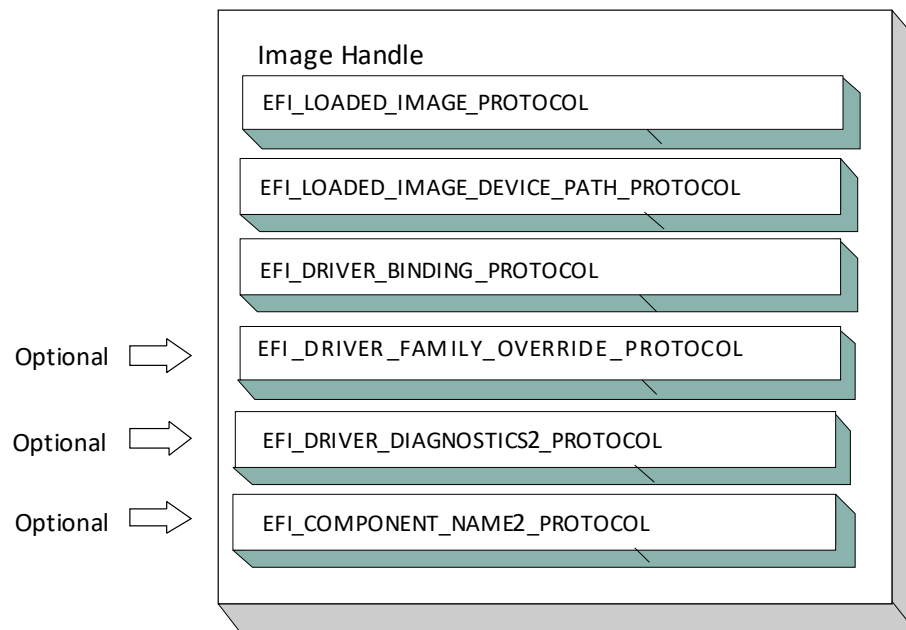 Image Handle
EFI_LOADED_IMAGE_PROTOCOL
EFI_LOADED_IMAGE_DEVICE_PATH_PROTOCOL
EFI_DRIVER_BINDING_PROTOCOL
Optional EFI_DRIVER_FAMILY_OVERRIDE_PROTOCOL
Optional EFI_DRIVER_DIAGNOSTICS2_PROTOCOL
Optional EFI_COMPONENT_NAME2_PROTOCOL